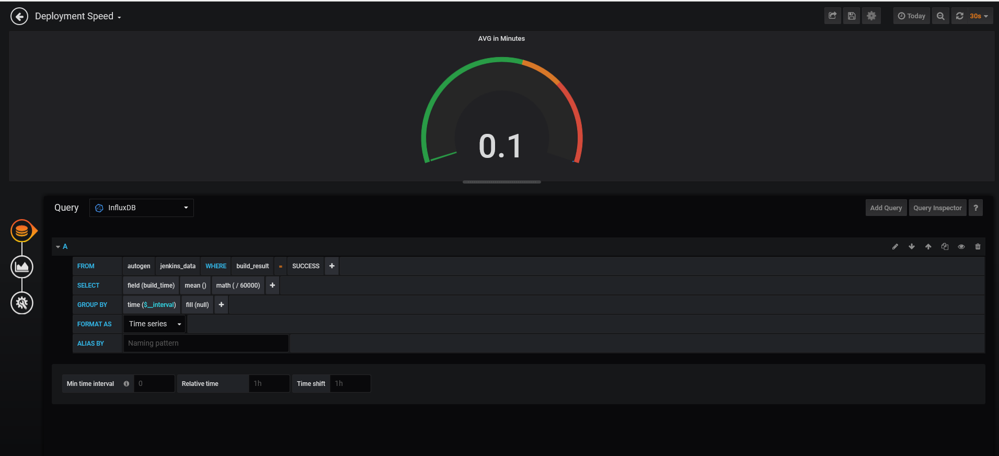 Deployment Speed
Today
30s
AVG in Minutes
0.1
Query InfluxDB Add Query Query Inspector ?
A
FROM autogen jenkins_data WHERE build_result = SUCCESS +
SELECT field (build_time) mean () math ( / 60000) +
GROUP BY time ($__interval) fill (null) +
FORMAT AS Time series
ALIAS BY Naming pattern
Min time interval 0 Relative time 1h Time shift 1h